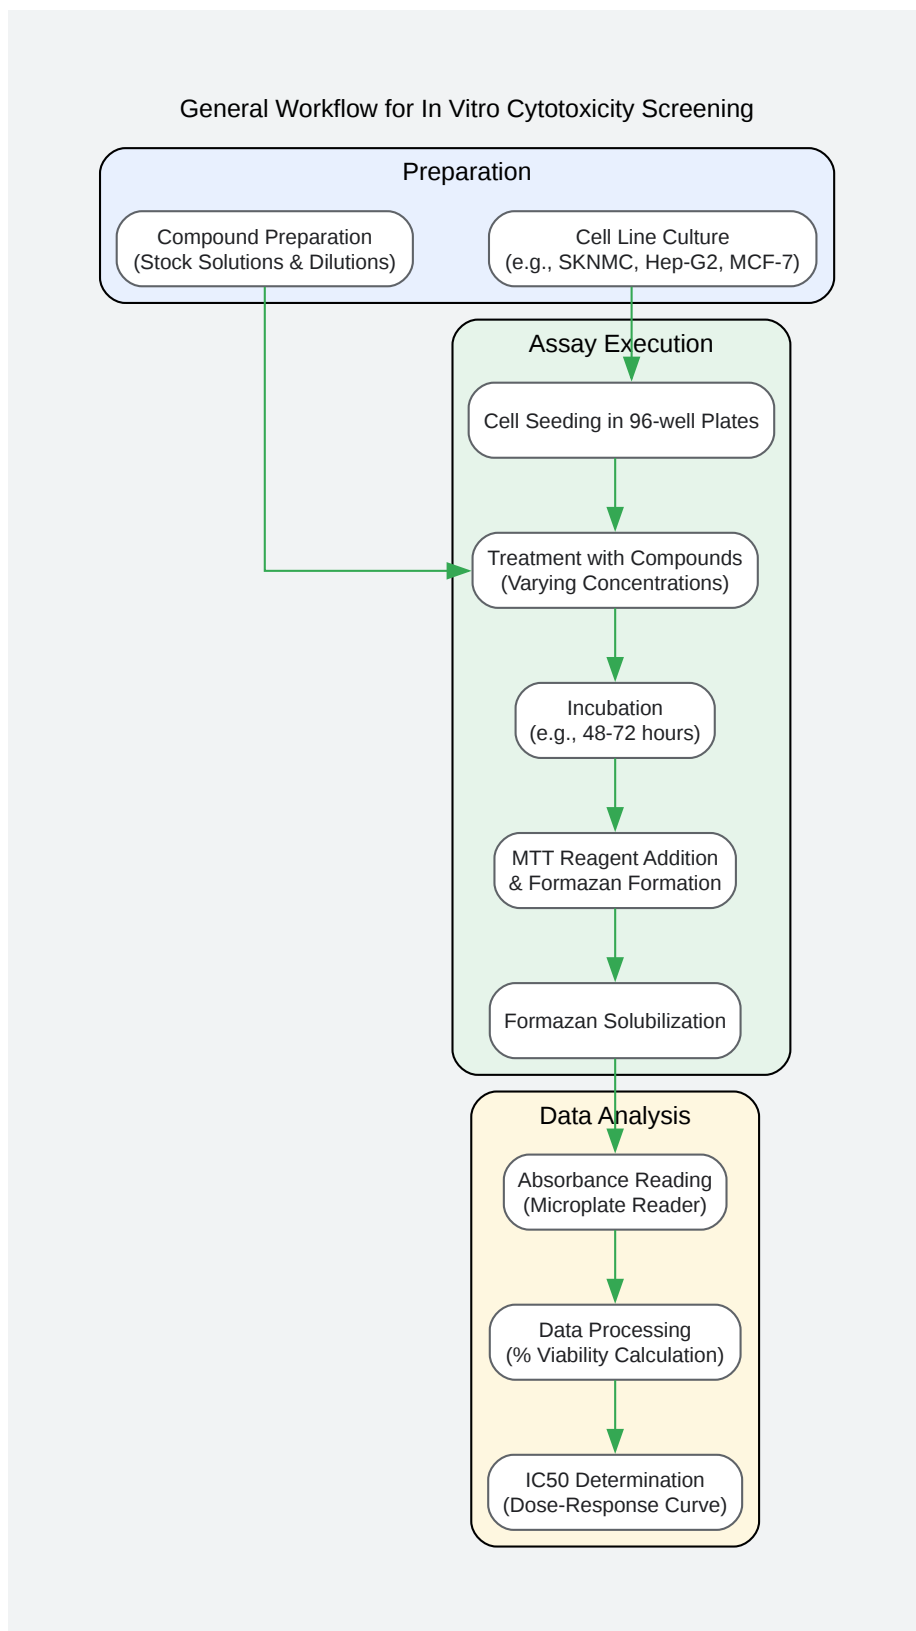 General Workflow for In Vitro Cytotoxicity Screening
Preparation
Compound Preparation
(Stock Solutions & Dilutions)
Cell Line Culture
(e.g., SKNMC, Hep-G2, MCF-7)
Assay Execution
Cell Seeding in 96-well Plates
Treatment with Compounds
(Varying Concentrations)
Incubation
(e.g., 48-72 hours)
MTT Reagent Addition
& Formazan Formation
Formazan Solubilization
Data Analysis
Absorbance Reading
(Microplate Reader)
Data Processing
(% Viability Calculation)
IC50 Determination
(Dose-Response Curve)